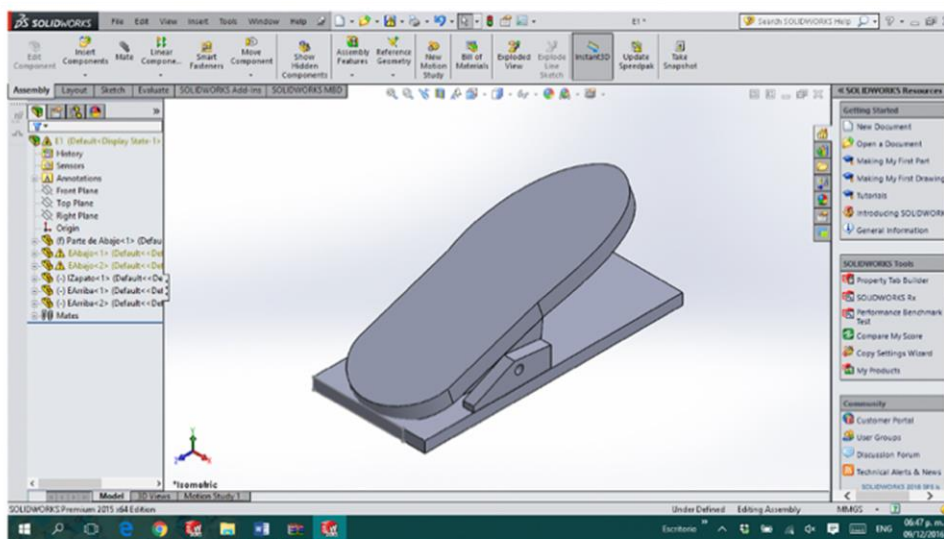 SOLIDWORKS File Edit View Insert Tools Window Help E1 * Search SOLIDWORKS Help
Edit Component Insert Components Mate Linear Compone... Smart Fasteners Move Component Show Hidden Components Assembly Features Reference Geometry New Motion Study Bill of Materials Exploded View Explode Line Sketch Instant3D Update Speedpak Take Snapshot
Assembly Layout Sketch Evaluate SOLIDWORKS Add-Ins SOLIDWORKS MBD
E1 (Default<Display State-1>
History
Sensors
Annotations
Front Plane
Top Plane
Right Plane
Origin
(f) Parte de Abajo<1> (Defau
EAbajo<1> (Default<<Def
EAbajo<2> (Default<<Def
(-) IZapato<1> (Default<<De
(-) EArriba<1> (Default<<Def
(-) EArriba<2> (Default<<Def
Mates
Y
*Isometric
SOLIDWORKS Resources
Getting Started
New Document
Open a Document
Making My First Part
Making My First Drawing
Tutorials
Introducing SOLIDWORK
General Information
SOLIDWORKS Tools
Property Tab Builder
SOLIDWORKS Rx
Performance Benchmark Test
Compare My Score
Copy Settings Wizard
My Products
Community
Customer Portal
User Groups
Discussion Forum
Technical Alerts & News
Model 3D Views Motion Study 1
SOLIDWORKS Premium 2015 x64 Edition Under Defined Editing Assembly MMGS
Escritorio ENG 06:47 p. m.